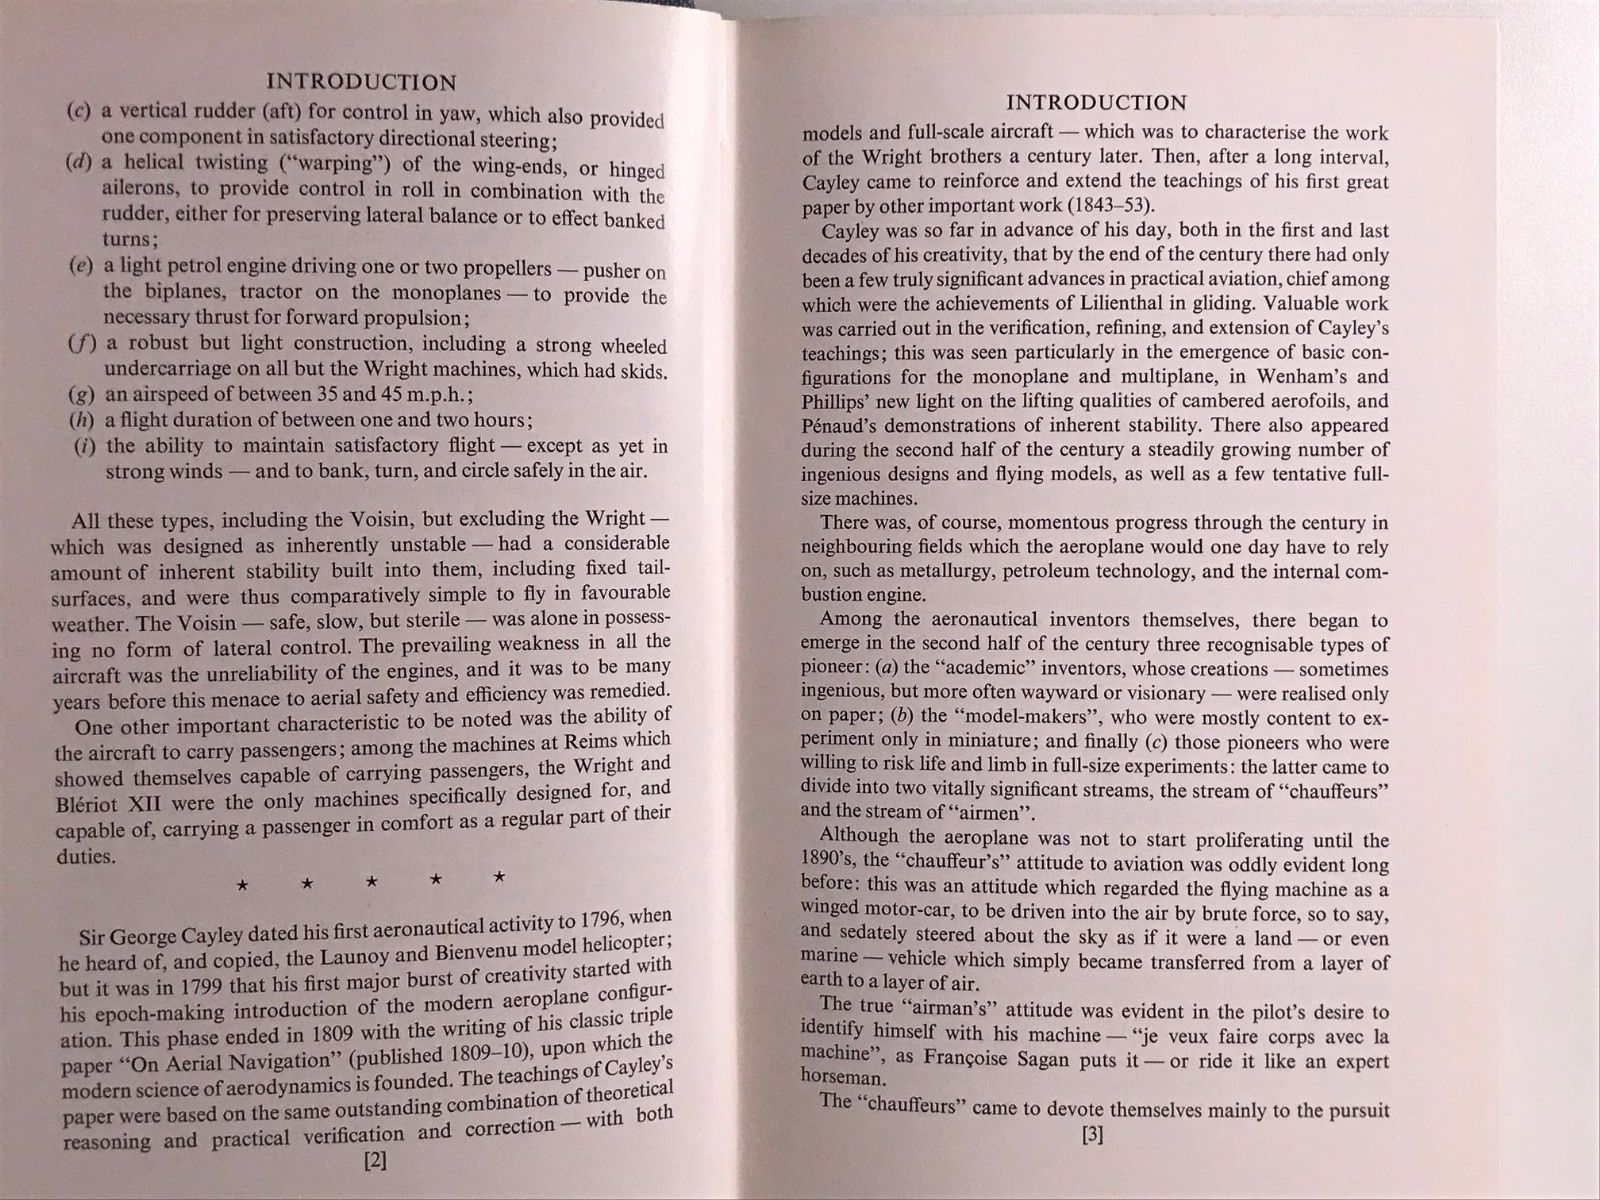 INTRODUCTION
(c) a vertical rudder (aft) for control in yaw, which also provided
one component in satisfactory directional steering;
(d) a helical twisting (“warping”) of the wing-ends, or hinged
ailerons, to provide control in roll in combination with the
rudder, either for preserving lateral balance or to effect banked
turns;
(e) a light petrol engine driving one or two propellers — pusher on
the biplanes, tractor on the monoplanes — to provide the
necessary thrust for forward propulsion;
(f) a robust but light construction, including a strong wheeled
undercarriage on all but the Wright machines, which had skids.
(g) an airspeed of between 35 and 45 m.p.h.;
(h) a flight duration of between one and two hours;
(i) the ability to maintain satisfactory flight — except as yet in
strong winds — and to bank, turn, and circle safely in the air.
All these types, including the Voisin, but excluding the Wright —
which was designed as inherently unstable — had a considerable
amount of inherent stability built into them, including fixed tail-
surfaces, and were thus comparatively simple to fly in favourable
weather. The Voisin — safe, slow, but sterile — was alone in possess-
ing no form of lateral control. The prevailing weakness in all the
aircraft was the unreliability of the engines, and it was to be many
years before this menace to aerial safety and efficiency was remedied.
One other important characteristic to be noted was the ability of
the aircraft to carry passengers; among the machines at Reims which
showed themselves capable of carrying passengers, the Wright and
Blériot XII were the only machines specifically designed for, and
capable of, carrying a passenger in comfort as a regular part of their
duties.
★ ★ ★ ★ ★
Sir George Cayley dated his first aeronautical activity to 1796, when
he heard of, and copied, the Launoy and Bienvenu model helicopter;
but it was in 1799 that his first major burst of creativity started with
his epoch-making introduction of the modern aeroplane configur-
ation. This phase ended in 1809 with the writing of his classic triple
paper “On Aerial Navigation” (published 1809–10), upon which the
modern science of aerodynamics is founded. The teachings of Cayley’s
paper were based on the same outstanding combination of theoretical
reasoning and practical verification and correction — with both
[2]
INTRODUCTION
models and full-scale aircraft — which was to characterise the work
of the Wright brothers a century later. Then, after a long interval,
Cayley came to reinforce and extend the teachings of his first great
paper by other important work (1843–53).
Cayley was so far in advance of his day, both in the first and last
decades of his creativity, that by the end of the century there had only
been a few truly significant advances in practical aviation, chief among
which were the achievements of Lilienthal in gliding. Valuable work
was carried out in the verification, refining, and extension of Cayley’s
teachings; this was seen particularly in the emergence of basic con-
figurations for the monoplane and multiplane, in Wenham’s and
Phillips’ new light on the lifting qualities of cambered aerofoils, and
Pénaud’s demonstrations of inherent stability. There also appeared
during the second half of the century a steadily growing number of
ingenious designs and flying models, as well as a few tentative full-
size machines.
There was, of course, momentous progress through the century in
neighbouring fields which the aeroplane would one day have to rely
on, such as metallurgy, petroleum technology, and the internal com-
bustion engine.
Among the aeronautical inventors themselves, there began to
emerge in the second half of the century three recognisable types of
pioneer: (a) the “academic” inventors, whose creations — sometimes
ingenious, but more often wayward or visionary — were realised only
on paper; (b) the “model-makers”, who were mostly content to ex-
periment only in miniature; and finally (c) those pioneers who were
willing to risk life and limb in full-size experiments: the latter came to
divide into two vitally significant streams, the stream of “chauffeurs”
and the stream of “airmen”.
Although the aeroplane was not to start proliferating until the
1890’s, the “chauffeur’s” attitude to aviation was oddly evident long
before: this was an attitude which regarded the flying machine as a
winged motor-car, to be driven into the air by brute force, so to say,
and sedately steered about the sky as if it were a land — or even
marine — vehicle which simply became transferred from a layer of
earth to a layer of air.
The true “airman’s” attitude was evident in the pilot’s desire to
identify himself with his machine — “je veux faire corps avec la
machine”, as Françoise Sagan puts it — or ride it like an expert
horseman.
The “chauffeurs” came to devote themselves mainly to the pursuit
[3]